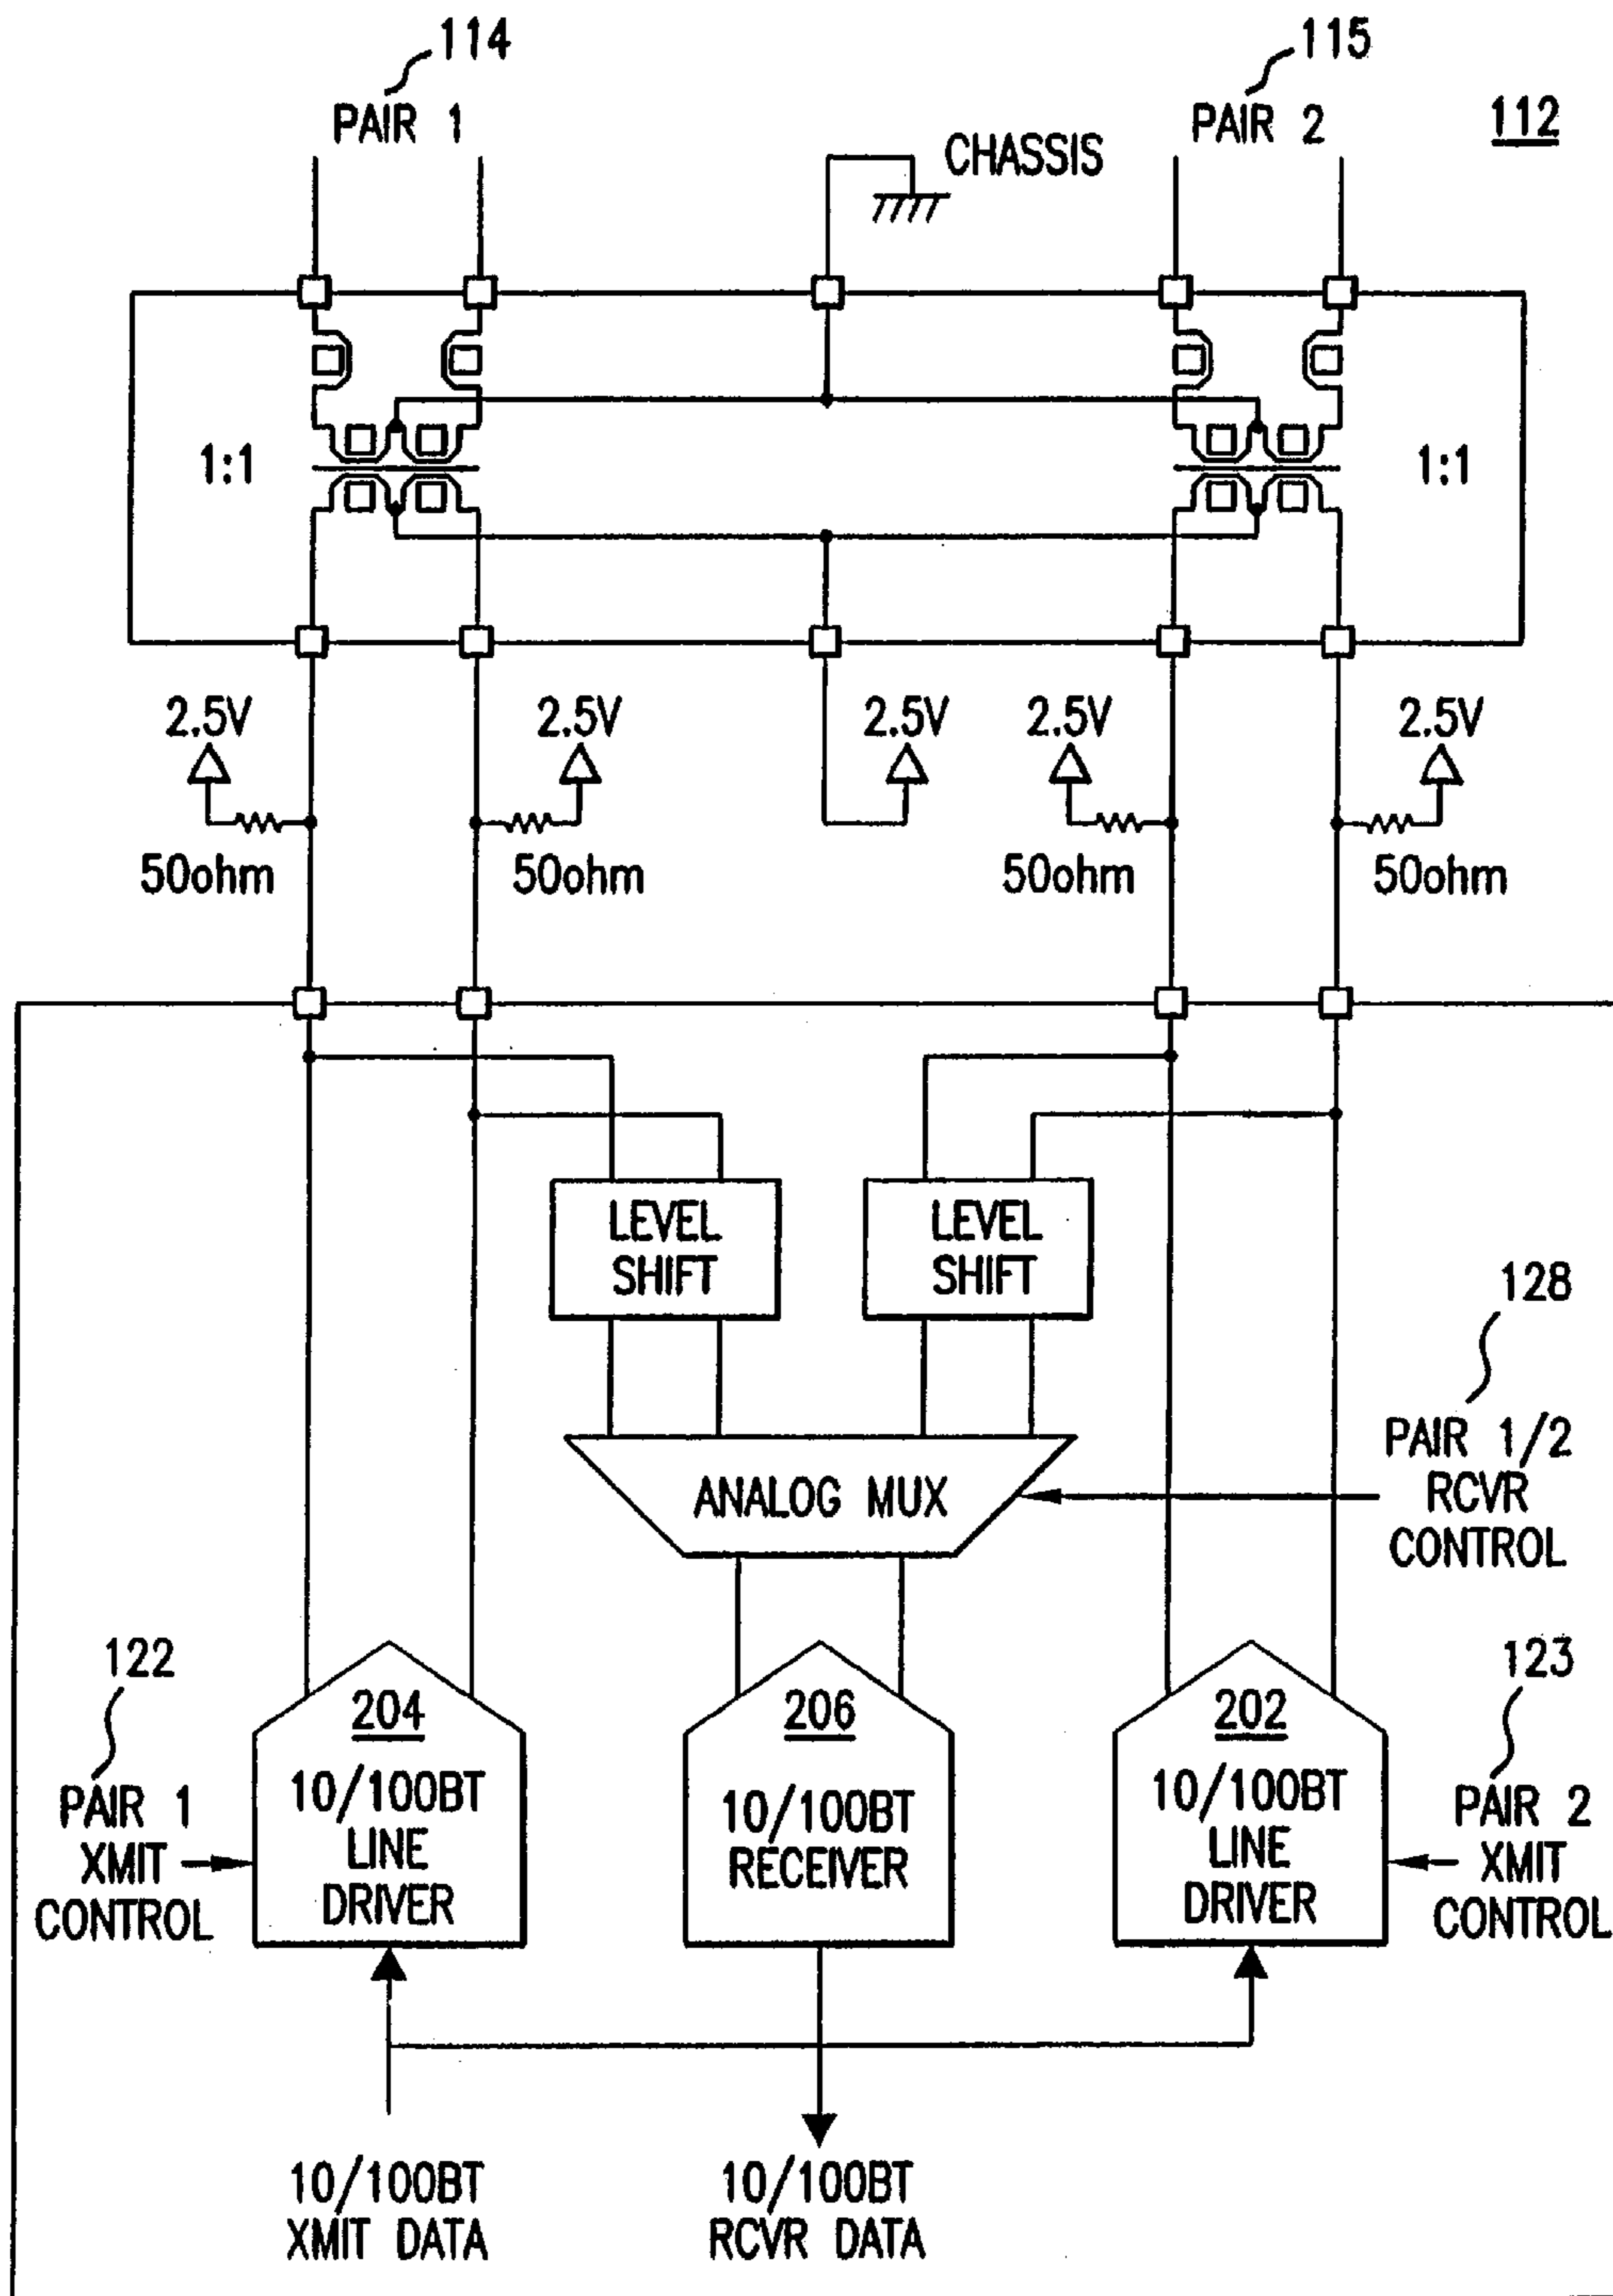 114
115
PAIR 1
PAIR 2
112
CHASSIS
1:1
1:1
2.5V
2.5V
2.5V
2.5V
2.5V
50ohm
50ohm
50ohm
50ohm
LEVEL
SHIFT
LEVEL
SHIFT
128
PAIR 1/2
RCVR
CONTROL
ANALOG MUX
122
PAIR 1
XMIT
CONTROL
204
10/100BT
LINE
DRIVER
206
10/100BT
RECEIVER
202
10/100BT
LINE
DRIVER
123
PAIR 2
XMIT
CONTROL
10/100BT
XMIT DATA
10/100BT
RCVR DATA